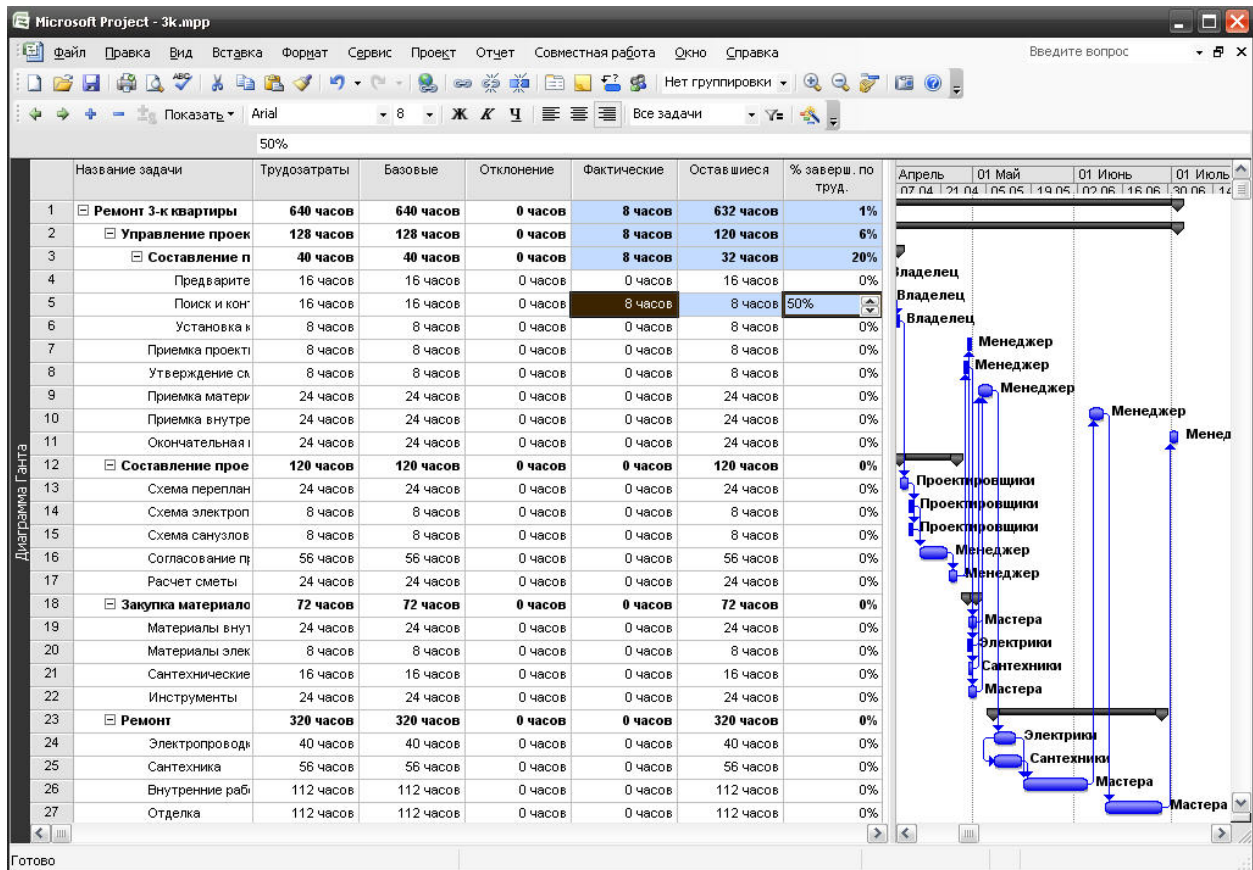 Microsoft Project - 3k.mpp
Файл Правка Вид Вставка Формат Сервис Проект Отчет Совместная работа Окно Справка Введите вопрос
Нет группировки
Показать Arial 8 Ж К Ч Все задачи
50%
Название задачи Трудозатраты Базовые Отклонение Фактические Оставшиеся % заверш. по труд.
Апрель 01 Май 01 Июнь 01 Июль
07.04 21.04 05.05 19.05 02.06 16.06 30.06 14
1 Ремонт 3-к квартиры 640 часов 640 часов 0 часов 8 часов 632 часов 1%
2 Управление проек 128 часов 128 часов 0 часов 8 часов 120 часов 6%
3 Составление п 40 часов 40 часов 0 часов 8 часов 32 часов 20%
4 Предварите 16 часов 16 часов 0 часов 0 часов 16 часов 0% Владелец
5 Поиск и конт 16 часов 16 часов 0 часов 8 часов 8 часов 50% Владелец
6 Установка к 8 часов 8 часов 0 часов 0 часов 8 часов 0% Владелец
7 Приемка проект 8 часов 8 часов 0 часов 0 часов 8 часов 0% Менеджер
8 Утверждение см 8 часов 8 часов 0 часов 0 часов 8 часов 0% Менеджер
9 Приемка матери 24 часов 24 часов 0 часов 0 часов 24 часов 0% Менеджер
10 Приемка внутре 24 часов 24 часов 0 часов 0 часов 24 часов 0% Менеджер
11 Окончательная 24 часов 24 часов 0 часов 0 часов 24 часов 0% Менед
12 Составление прое 120 часов 120 часов 0 часов 0 часов 120 часов 0%
13 Схема переплан 24 часов 24 часов 0 часов 0 часов 24 часов 0% Проектировщики
14 Схема электроп 8 часов 8 часов 0 часов 0 часов 8 часов 0% Проектировщики
15 Схема санузлов 8 часов 8 часов 0 часов 0 часов 8 часов 0% Проектировщики
16 Согласование пр 56 часов 56 часов 0 часов 0 часов 56 часов 0% Менеджер
17 Расчет сметы 24 часов 24 часов 0 часов 0 часов 24 часов 0% Менеджер
18 Закупка материало 72 часов 72 часов 0 часов 0 часов 72 часов 0%
19 Материалы внут 24 часов 24 часов 0 часов 0 часов 24 часов 0% Мастера
20 Материалы элек 8 часов 8 часов 0 часов 0 часов 8 часов 0% Электрики
21 Сантехнические 16 часов 16 часов 0 часов 0 часов 16 часов 0% Сантехники
22 Инструменты 24 часов 24 часов 0 часов 0 часов 24 часов 0% Мастера
23 Ремонт 320 часов 320 часов 0 часов 0 часов 320 часов 0%
24 Электропроводк 40 часов 40 часов 0 часов 0 часов 40 часов 0% Электрики
25 Сантехника 56 часов 56 часов 0 часов 0 часов 56 часов 0% Сантехники
26 Внутренние раб 112 часов 112 часов 0 часов 0 часов 112 часов 0% Мастера
27 Отделка 112 часов 112 часов 0 часов 0 часов 112 часов 0% Мастера
Диаграмма Ганта
Готово